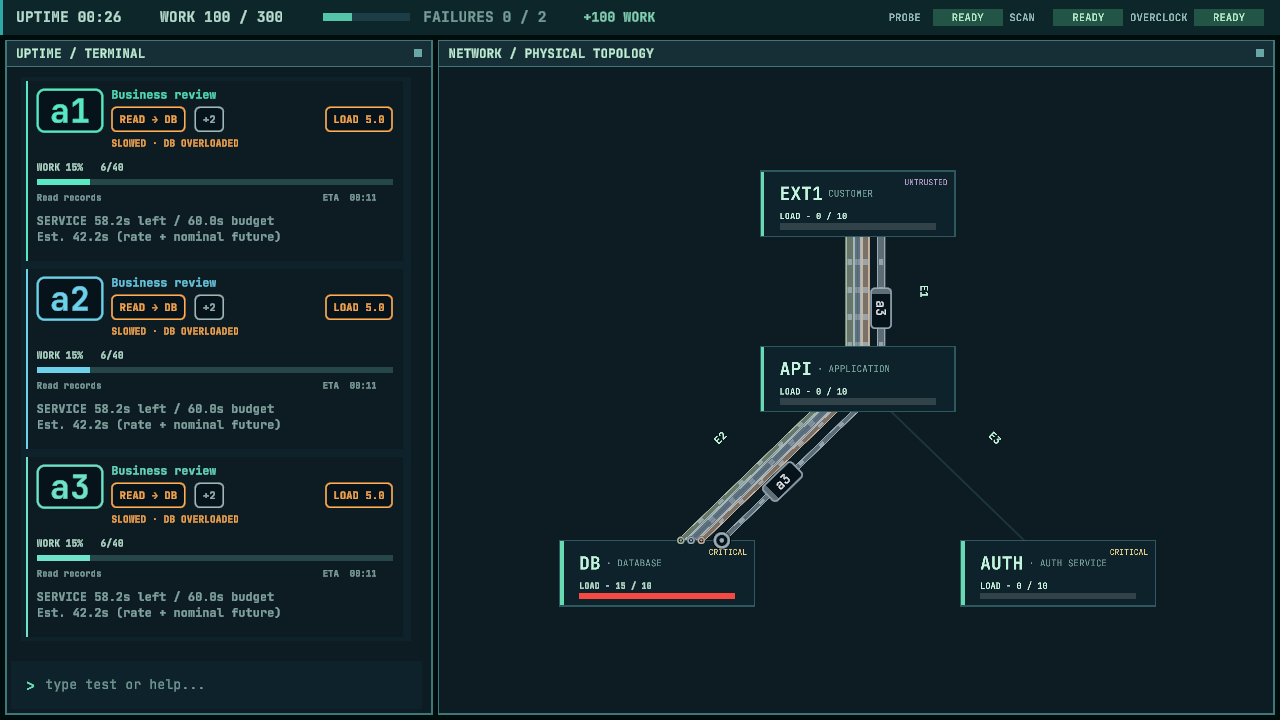 UPTIME 00:26 WORK 100 / 300 FAILURES 0 / 2 +100 WORK PROBE READY SCAN READY OVERCLOCK READY
UPTIME / TERMINAL
a1 Business review
READ → DB +2 LOAD 5.0
SLOWED · DB OVERLOADED
WORK 15% 6/40
Read records ETA 00:11
SERVICE 58.2s left / 60.0s budget
Est. 42.2s (rate + nominal future)
a2 Business review
READ → DB +2 LOAD 5.0
SLOWED · DB OVERLOADED
WORK 15% 6/40
Read records ETA 00:11
SERVICE 58.2s left / 60.0s budget
Est. 42.2s (rate + nominal future)
a3 Business review
READ → DB +2 LOAD 5.0
SLOWED · DB OVERLOADED
WORK 15% 6/40
Read records ETA 00:11
SERVICE 58.2s left / 60.0s budget
Est. 42.2s (rate + nominal future)
> type test or help...
NETWORK / PHYSICAL TOPOLOGY
UNTRUSTED
EXT1 CUSTOMER
LOAD - 0 / 10
E1
a3
API · APPLICATION
LOAD - 0 / 10
E2
E3
a3
CRITICAL
DB · DATABASE
LOAD - 15 / 10
CRITICAL
AUTH · AUTH SERVICE
LOAD - 0 / 10